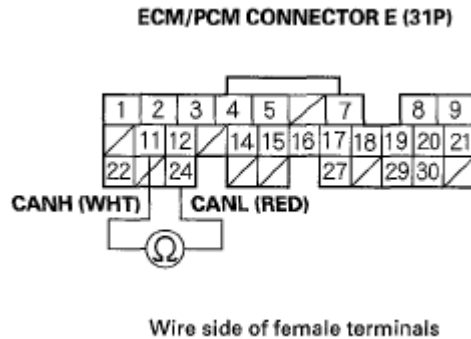 ECM/PCM CONNECTOR E (31P)
1 2 3 4 5 7 8 9
11 12 14 15 16 17 18 19 20 21
22 24 27 29 30
CANH (WHT) CANL (RED)
Ω
Wire side of female terminals